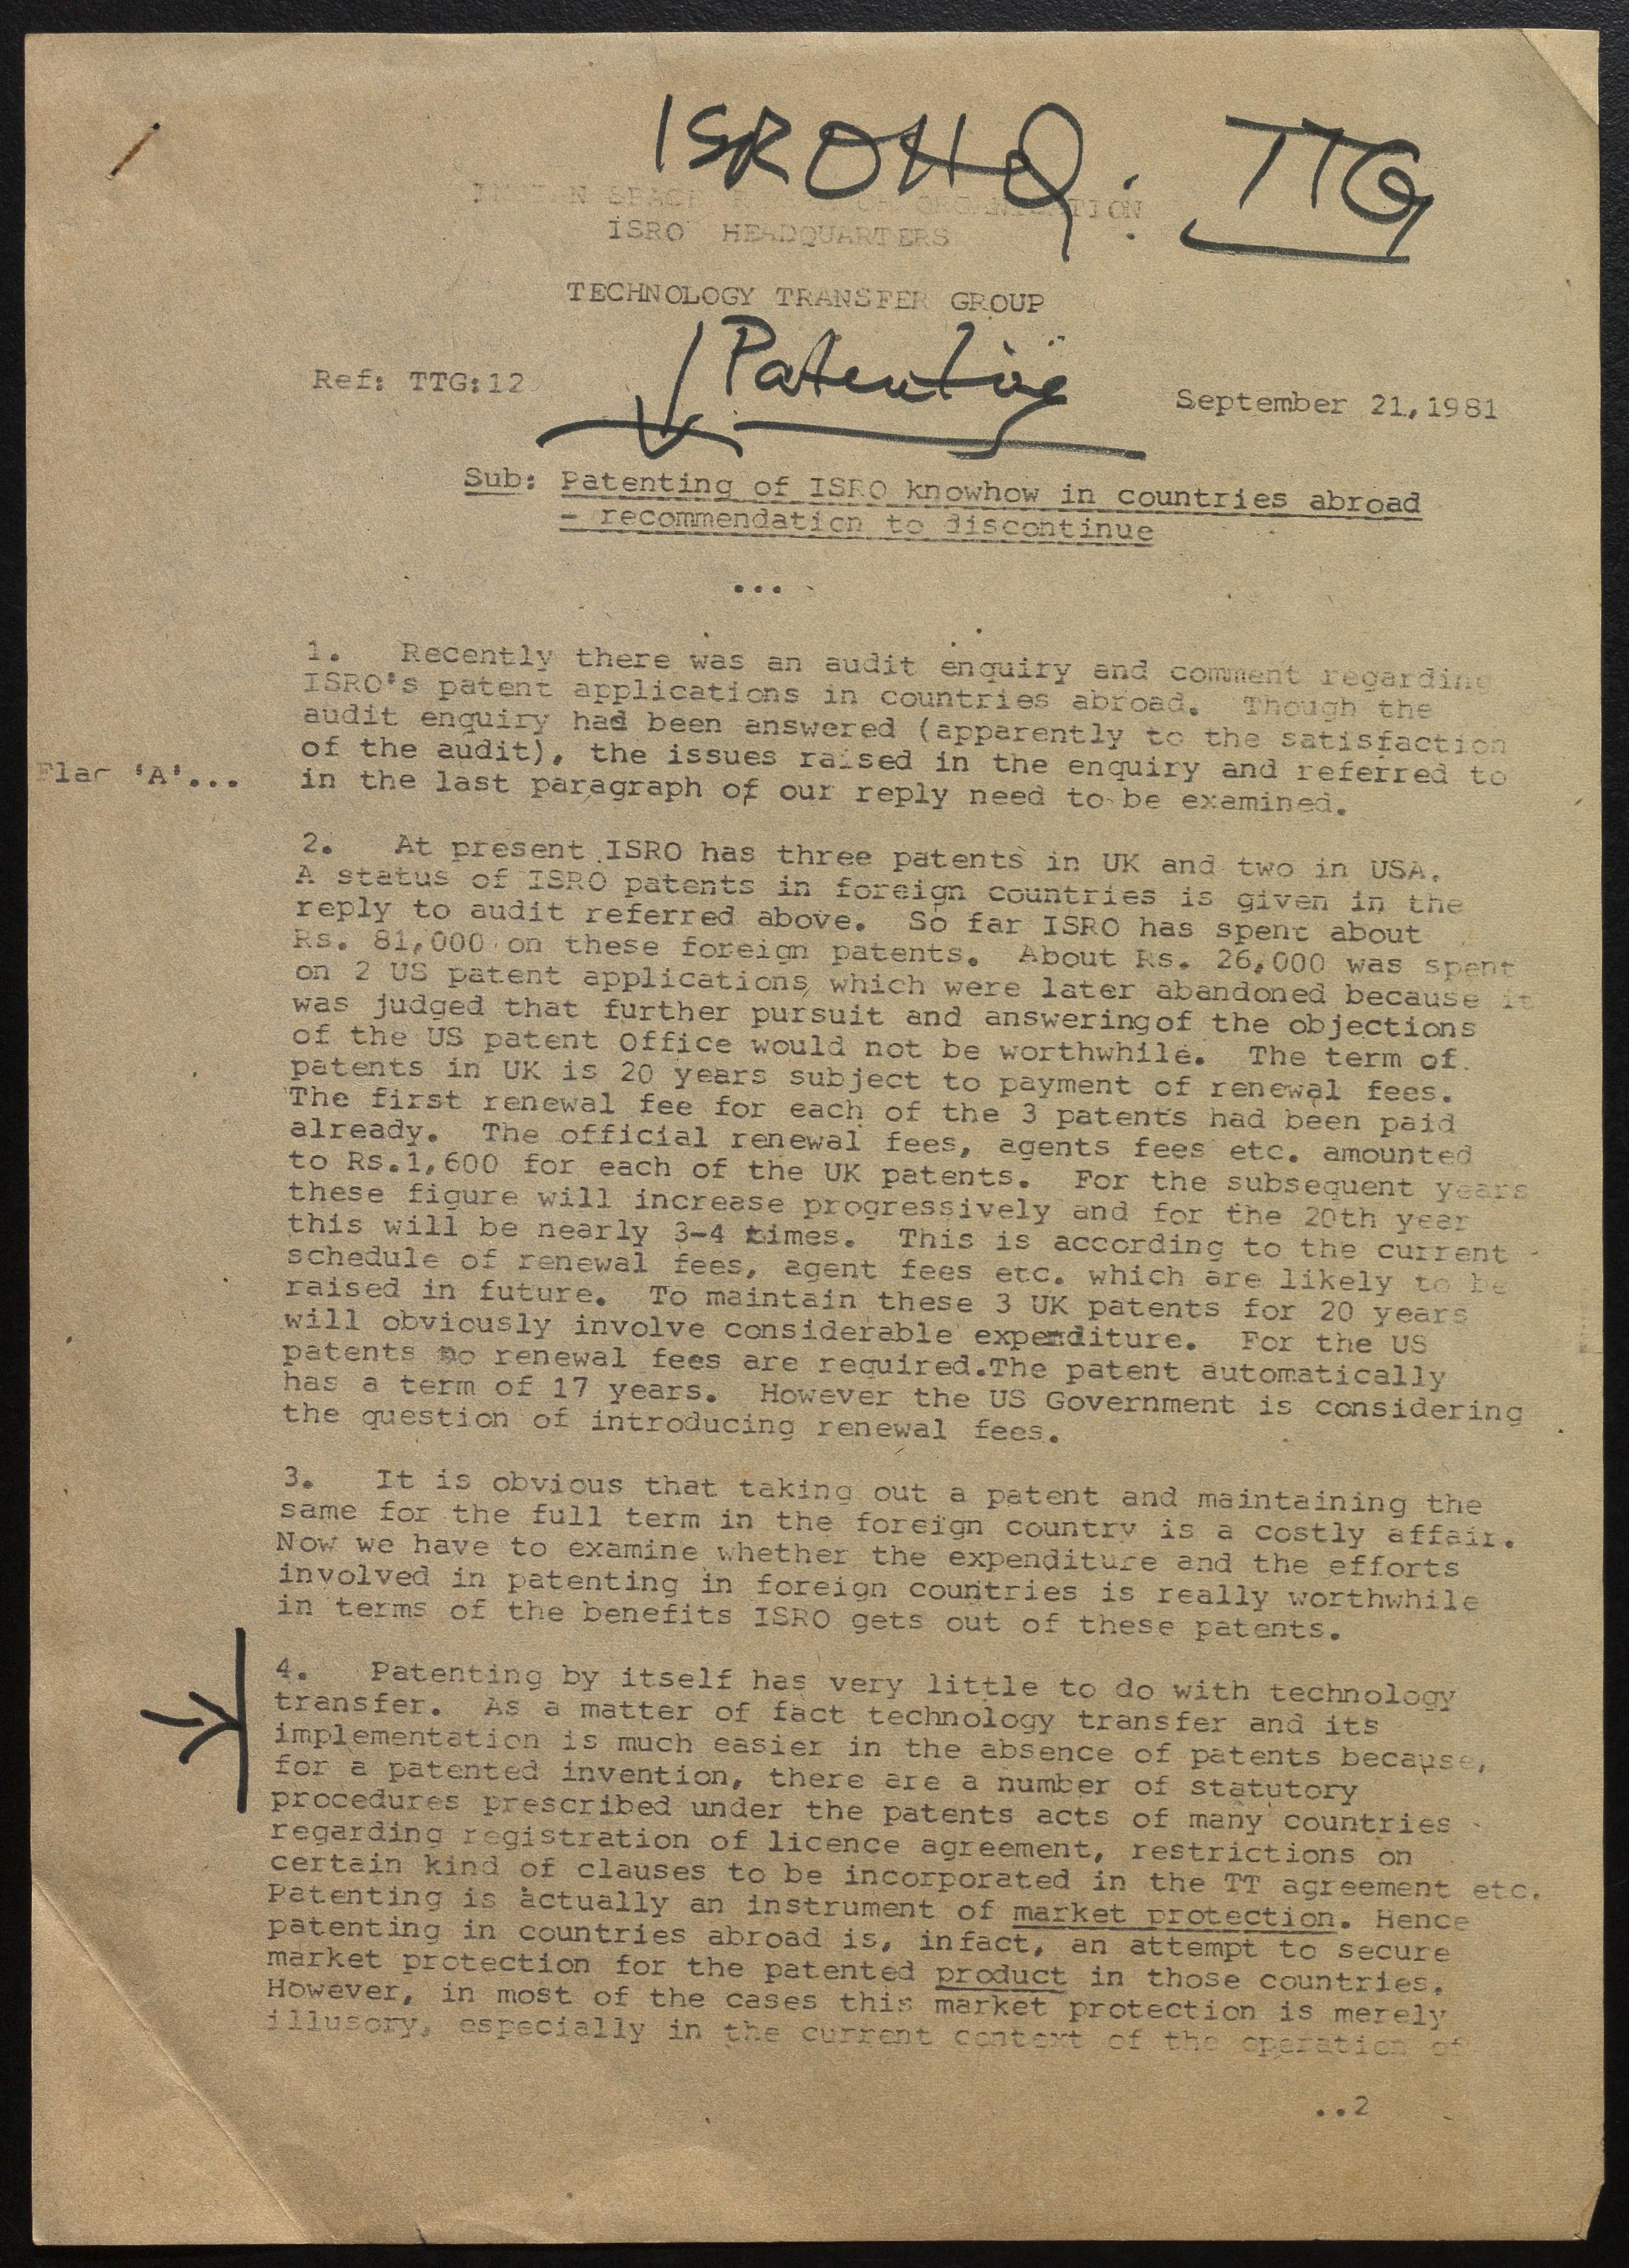 ISRO HQ: TTG
INDIAN SPACE RESEARCH ORGANISATION
ISRO HEADQUARTERS
TECHNOLOGY TRANSFER GROUP
Patenting
Ref: TTG:12
September 21,1981
Sub: Patenting of ISRO knowhow in countries abroad
- recommendation to discontinue
...
1. Recently there was an audit enquiry and comment regarding
ISRO's patent applications in countries abroad. Though the
audit enquiry had been answered (apparently to the satisfaction
of the audit), the issues raised in the enquiry and referred to
Flag 'A'... in the last paragraph of our reply need to be examined.
2. At present ISRO has three patents in UK and two in USA.
A status of ISRO patents in foreign countries is given in the
reply to audit referred above. So far ISRO has spent about
Rs. 81,000 on these foreign patents. About Rs. 26,000 was spent
on 2 US patent applications, which were later abandoned because it
was judged that further pursuit and answeringof the objections
of the US patent Office would not be worthwhile. The term of
patents in UK is 20 years subject to payment of renewal fees.
The first renewal fee for each of the 3 patents had been paid
already. The official renewal fees, agents fees etc. amounted
to Rs.1,600 for each of the UK patents. For the subsequent years
these figure will increase progressively and for the 20th year
this will be nearly 3-4 times. This is according to the current
schedule of renewal fees, agent fees etc. which are likely to be
raised in future. To maintain these 3 UK patents for 20 years
will obviously involve considerable expenditure. For the US
patents no renewal fees are required.The patent automatically
has a term of 17 years. However the US Government is considering
the question of introducing renewal fees.
3. It is obvious that taking out a patent and maintaining the
same for the full term in the foreign country is a costly affair.
Now we have to examine whether the expenditure and the efforts
involved in patenting in foreign countries is really worthwhile
in terms of the benefits ISRO gets out of these patents.
4. Patenting by itself has very little to do with technology
transfer. As a matter of fact technology transfer and its
implementation is much easier in the absence of patents because,
for a patented invention, there are a number of statutory
procedures prescribed under the patents acts of many countries
regarding registration of licence agreement, restrictions on
certain kind of clauses to be incorporated in the TT agreement etc.
Patenting is actually an instrument of market protection. Hence
patenting in countries abroad is, infact, an attempt to secure
market protection for the patented product in those countries.
However, in most of the cases this market protection is merely
illusory, especially in the current context of the operation of
..2